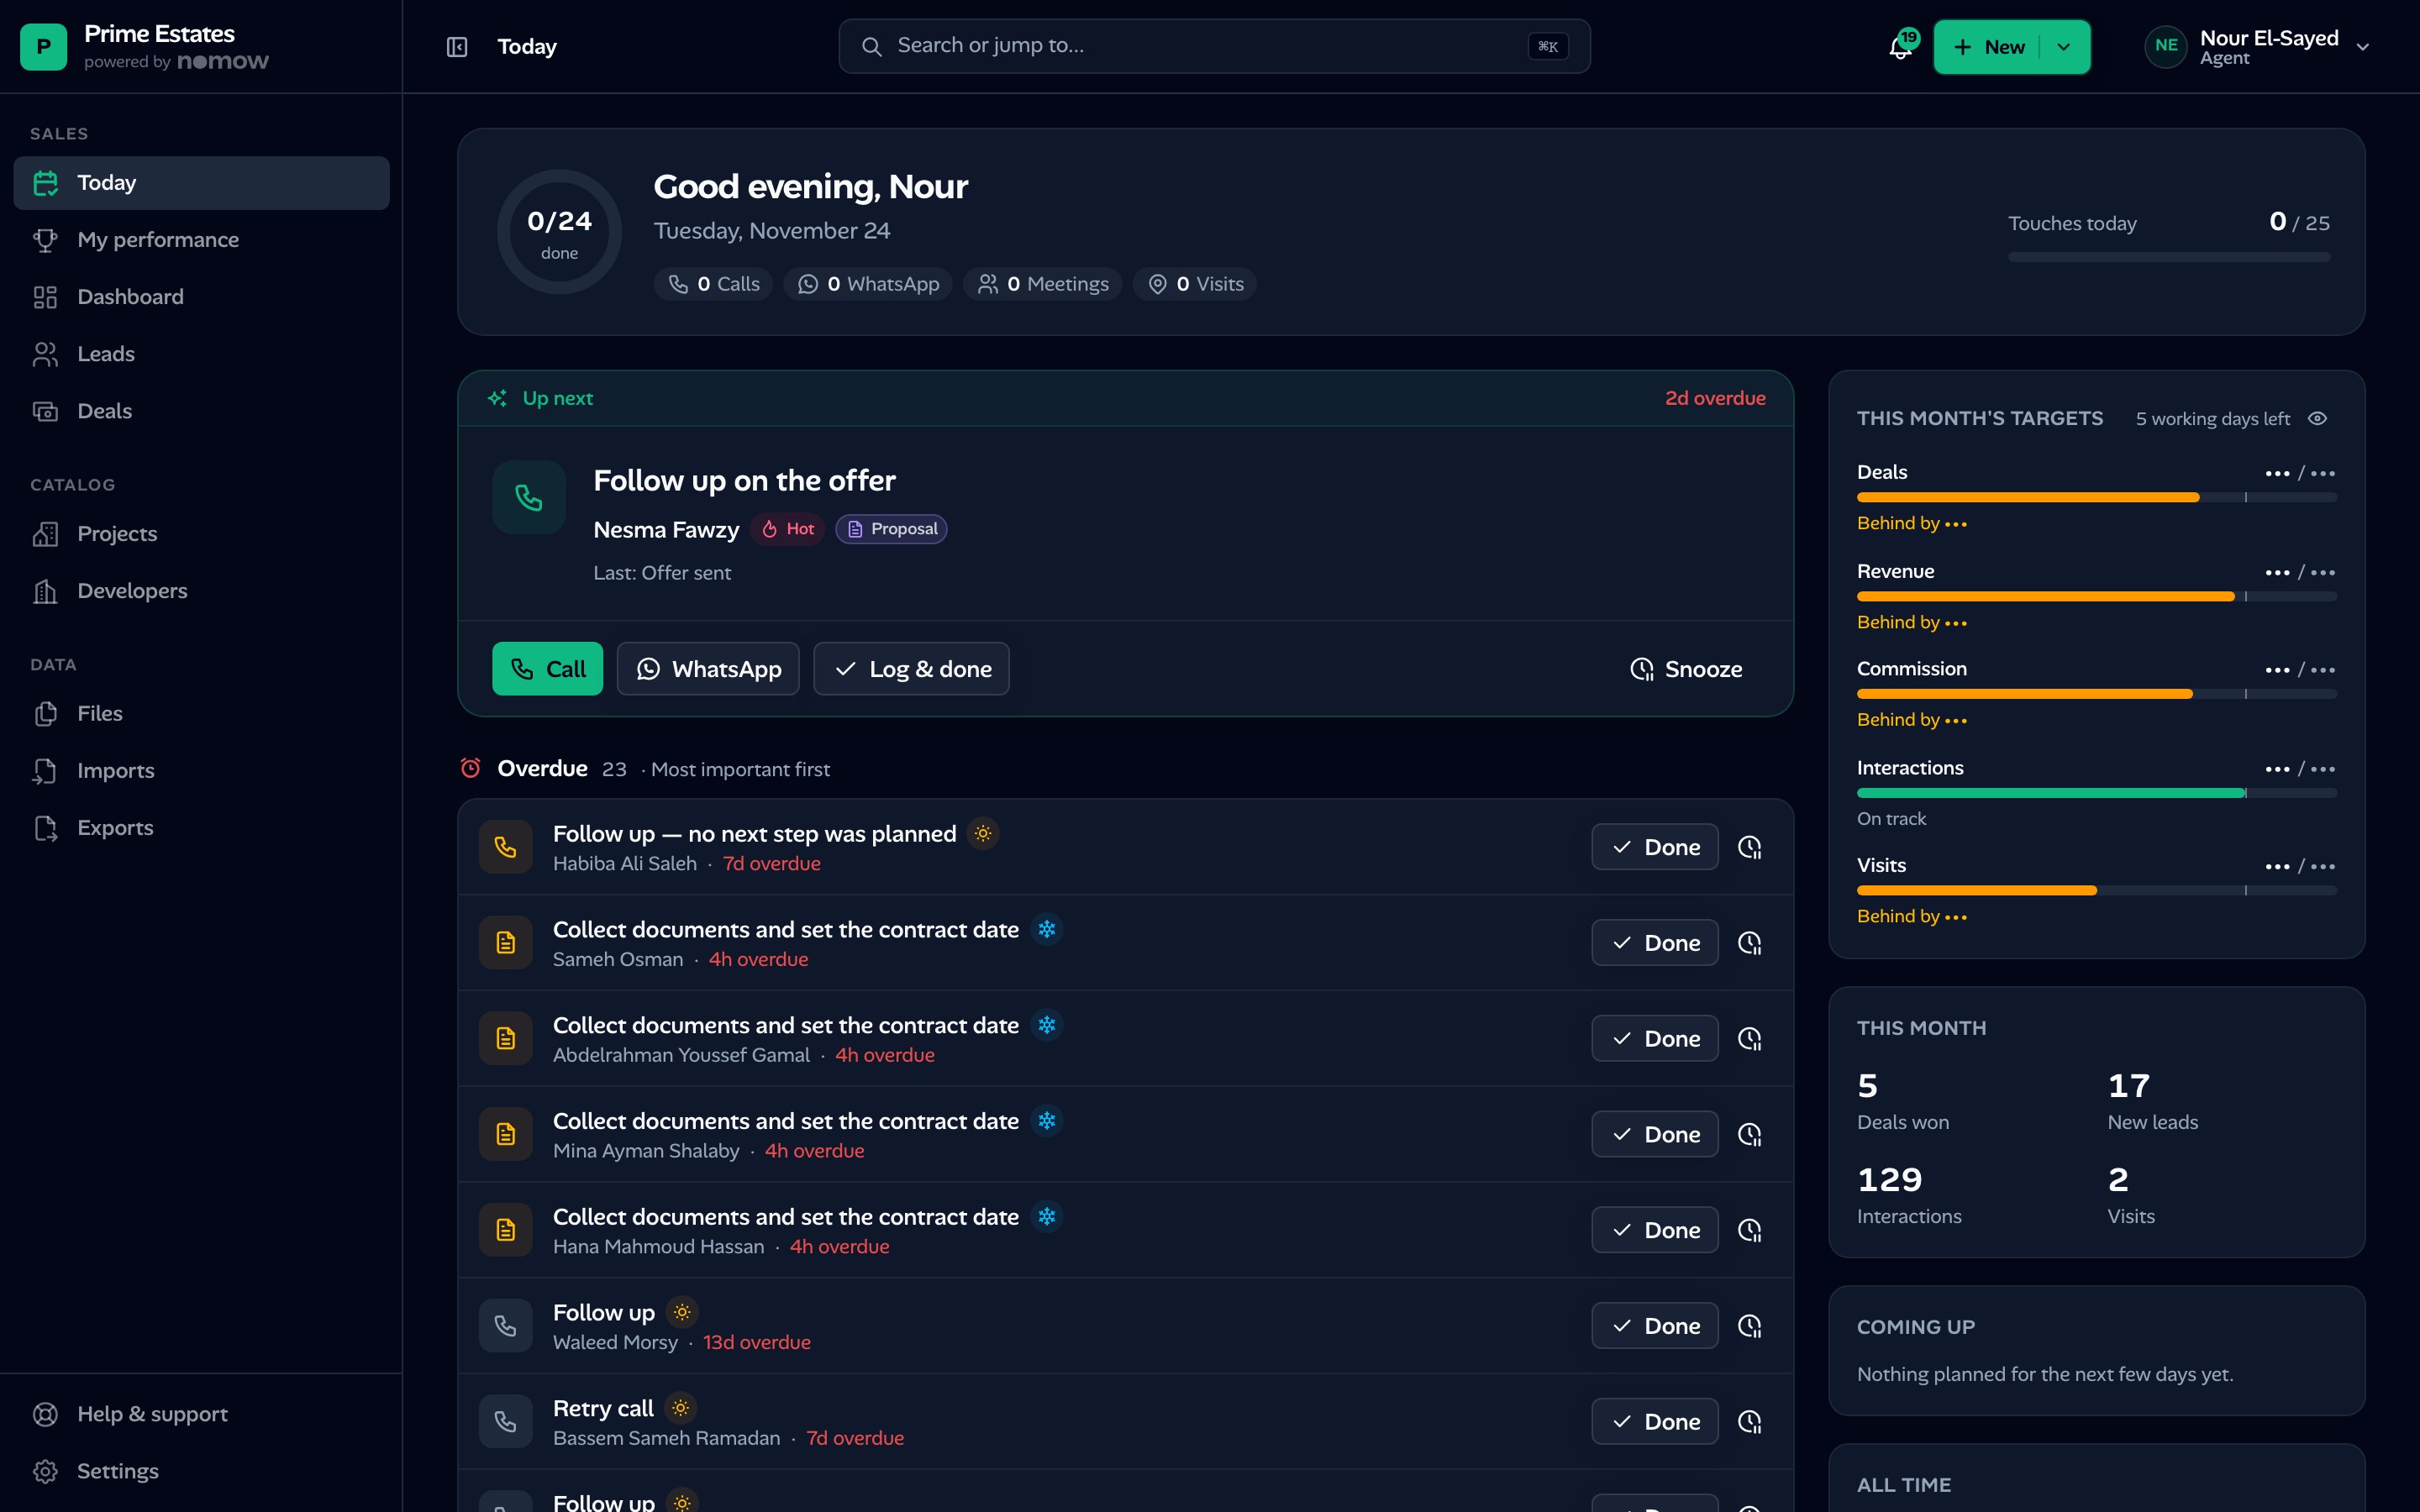 P
Prime Estates
powered by nomow
Today
Search or jump to...
⌘K
19
New
NE
Nour El-Sayed
Agent
SALES
Today
My performance
Dashboard
Leads
Deals
CATALOG
Projects
Developers
DATA
Files
Imports
Exports
Help & support
Settings
0/24
done
Good evening, Nour
Tuesday, November 24
0 Calls
0 WhatsApp
0 Meetings
0 Visits
Touches today 0 / 25
Up next
2d overdue
Follow up on the offer
Nesma Fawzy Hot Proposal
Last: Offer sent
Call
WhatsApp
Log & done
Snooze
Overdue 23 · Most important first
Follow up — no next step was planned
Habiba Ali Saleh · 7d overdue
Done
Collect documents and set the contract date
Sameh Osman · 4h overdue
Done
Collect documents and set the contract date
Abdelrahman Youssef Gamal · 4h overdue
Done
Collect documents and set the contract date
Mina Ayman Shalaby · 4h overdue
Done
Collect documents and set the contract date
Hana Mahmoud Hassan · 4h overdue
Done
Follow up
Waleed Morsy · 13d overdue
Done
Retry call
Bassem Sameh Ramadan · 7d overdue
Done
Follow up
Done
THIS MONTH'S TARGETS 5 working days left
Deals ••• / •••
Behind by •••
Revenue ••• / •••
Behind by •••
Commission ••• / •••
Behind by •••
Interactions ••• / •••
On track
Visits ••• / •••
Behind by •••
THIS MONTH
5
Deals won
17
New leads
129
Interactions
2
Visits
COMING UP
Nothing planned for the next few days yet.
ALL TIME